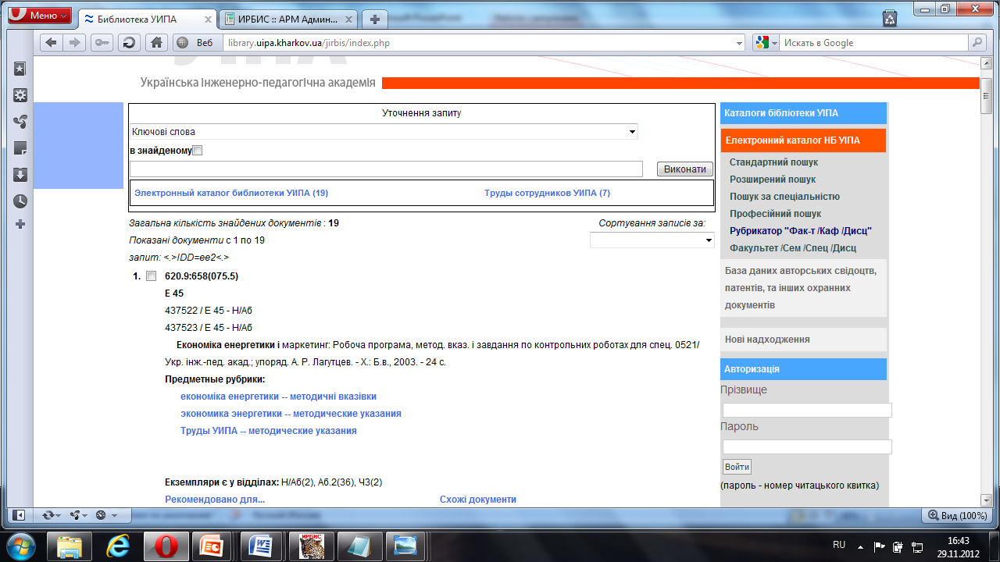 Меню
Библиотека УИПА
ИРБИС :: АРМ Админ...
Веб
library.uipa.kharkov.ua/jirbis/index.php
Искать в Google
Українська інженерно-педагогічна академія
Уточнення запиту
Ключові слова
в знайденому
Виконати
Электронный каталог библиотеки УИПА (19)
Труды сотрудников УИПА (7)
Загальна кількість знайдених документів : 19
Сортування записів за:
Показані документи с 1 по 19
запит: <.>IDD=ее2<.>
1. 620.9:658(075.5)
Е 45
437522 / Е 45 - Н/Аб
437523 / Е 45 - Н/Аб
Економіка енергетики і маркетинг: Робоча програма, метод. вказ. і завдання по контрольних роботах для спец. 0521/
Укр. інж.-пед. акад.; упоряд. А. Р. Лагутцев. - Х.: Б.в., 2003. - 24 с.
Предметные рубрики:
економіка енергетики -- методичні вказівки
экономика энергетики -- методические указания
Труды УИПА -- методические указания
Екземпляри є у відділах: Н/Аб(2), Аб.2(36), ЧЗ(2)
Рекомендовано для...
Схожі документи
Каталоги бібліотеки УІПА
Електронний каталог НБ УІПА
Стандартний пошук
Розширений пошук
Пошук за спеціальністю
Професійний пошук
Рубрикатор "Фак-т /Каф /Дисц"
Факультет /Сем /Спец /Дисц
База даних авторських свідоцтв,
патентів, та інших охранних
документів
Нові надходження
Авторизація
Прізвище
Пароль
Войти
(пароль - номер читацького квитка)
Вид (100%)
ИРБИС
RU
16:43
29.11.2012